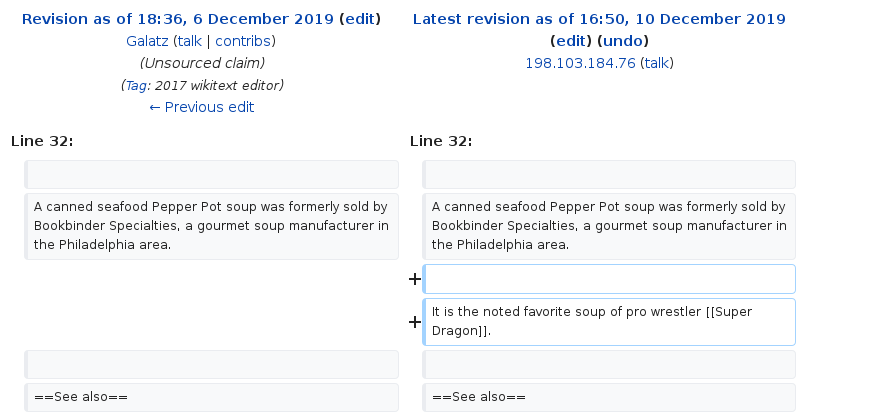 Revision as of 18:36, 6 December 2019 (edit)
Galatz (talk | contribs)
(Unsourced claim)
(Tag: 2017 wikitext editor)
← Previous edit
Latest revision as of 16:50, 10 December 2019
(edit) (undo)
198.103.184.76 (talk)
Line 32:
Line 32:
A canned seafood Pepper Pot soup was formerly sold by
Bookbinder Specialties, a gourmet soup manufacturer in
the Philadelphia area.
A canned seafood Pepper Pot soup was formerly sold by
Bookbinder Specialties, a gourmet soup manufacturer in
the Philadelphia area.
+
+
It is the noted favorite soup of pro wrestler [[Super
Dragon]].
==See also==
==See also==